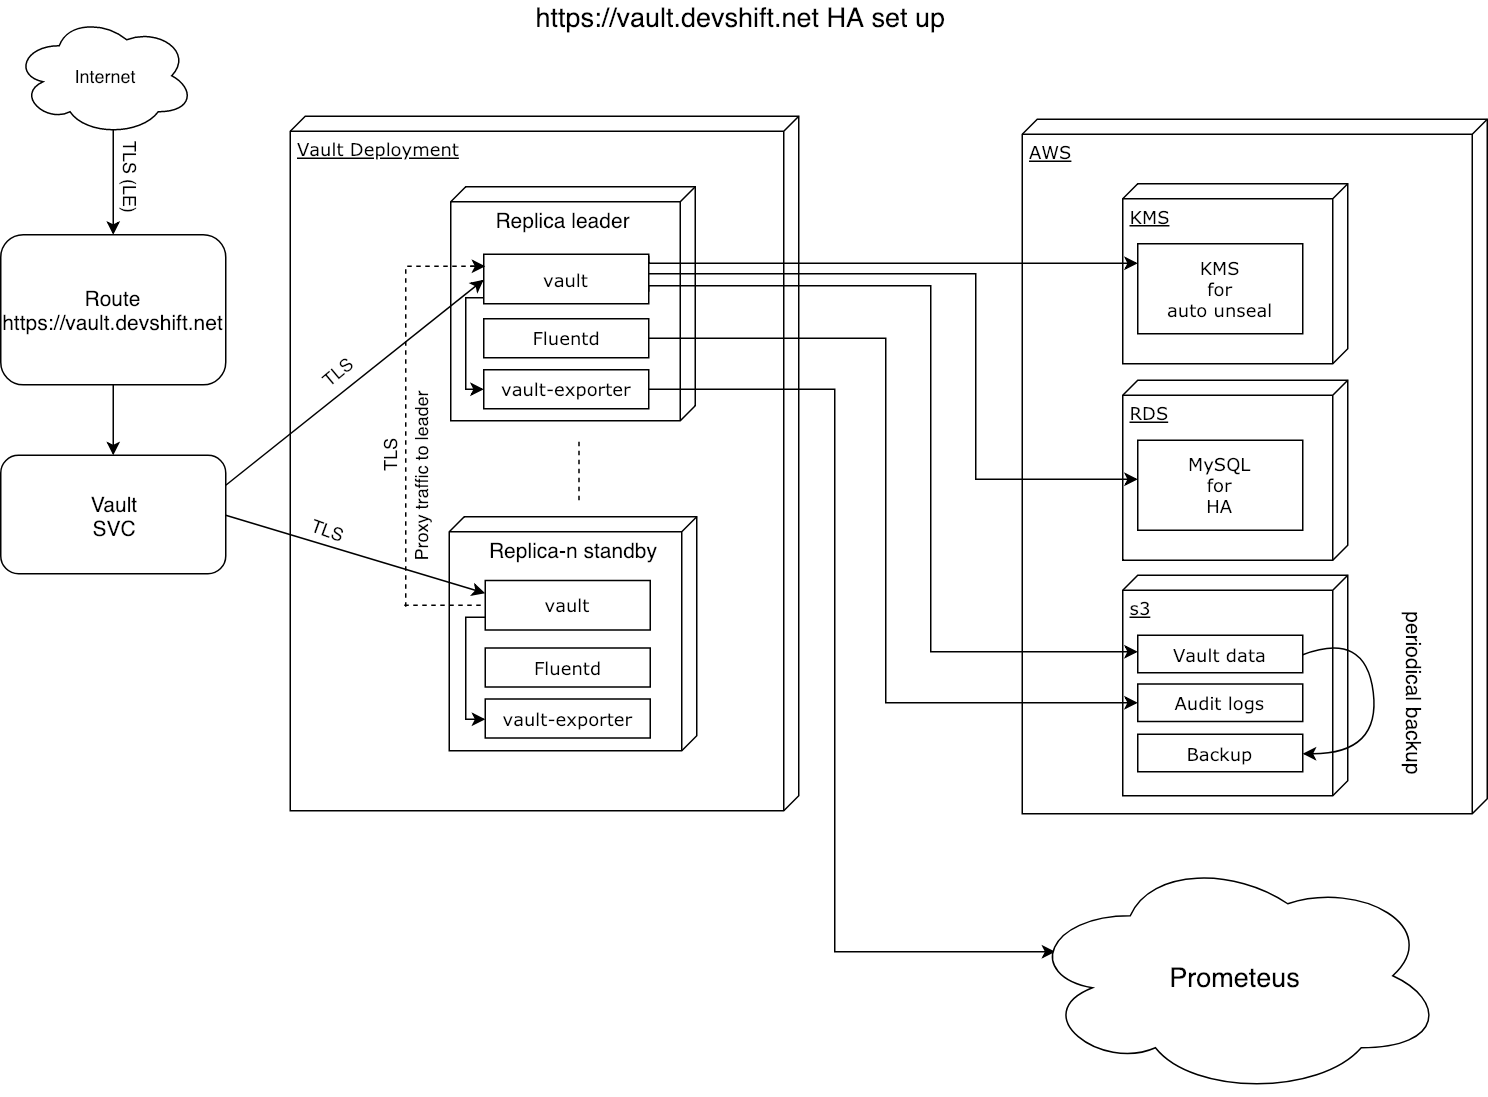 https://vault.devshift.net HA set up
Internet
TLS (LE)
Route
https://vault.devshift.net
Vault
SVC
Vault Deployment
Replica leader
vault
Fluentd
vault-exporter
TLS
TLS
Proxy traffic to leader
TLS
Replica-n standby
vault
Fluentd
vault-exporter
AWS
KMS
KMS
for
auto unseal
RDS
MySQL
for
HA
s3
Vault data
Audit logs
Backup
periodical backup
Prometeus